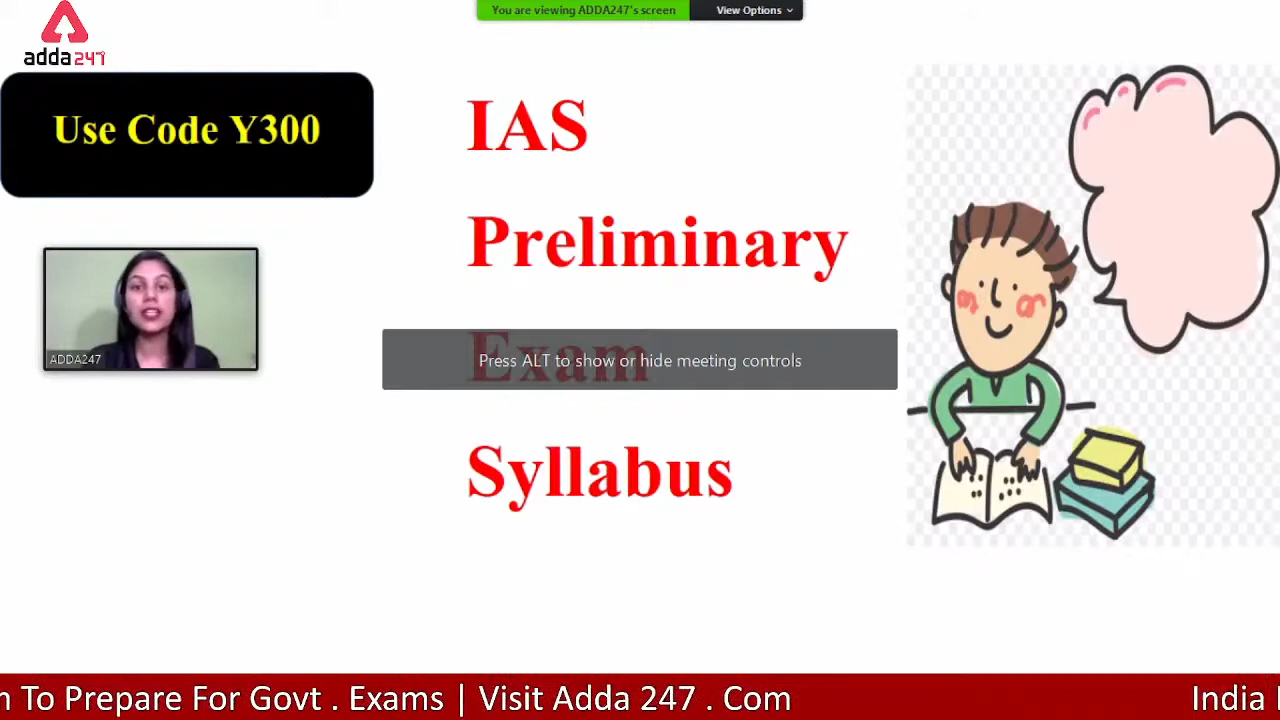 You are viewing ADDA247's screen
View Options
adda247
Use Code Y300
IAS
Preliminary
Exam
Press ALT to show or hide meeting controls
Syllabus
ADDA247
To Prepare For Govt . Exams | Visit Adda 247 . Com
India